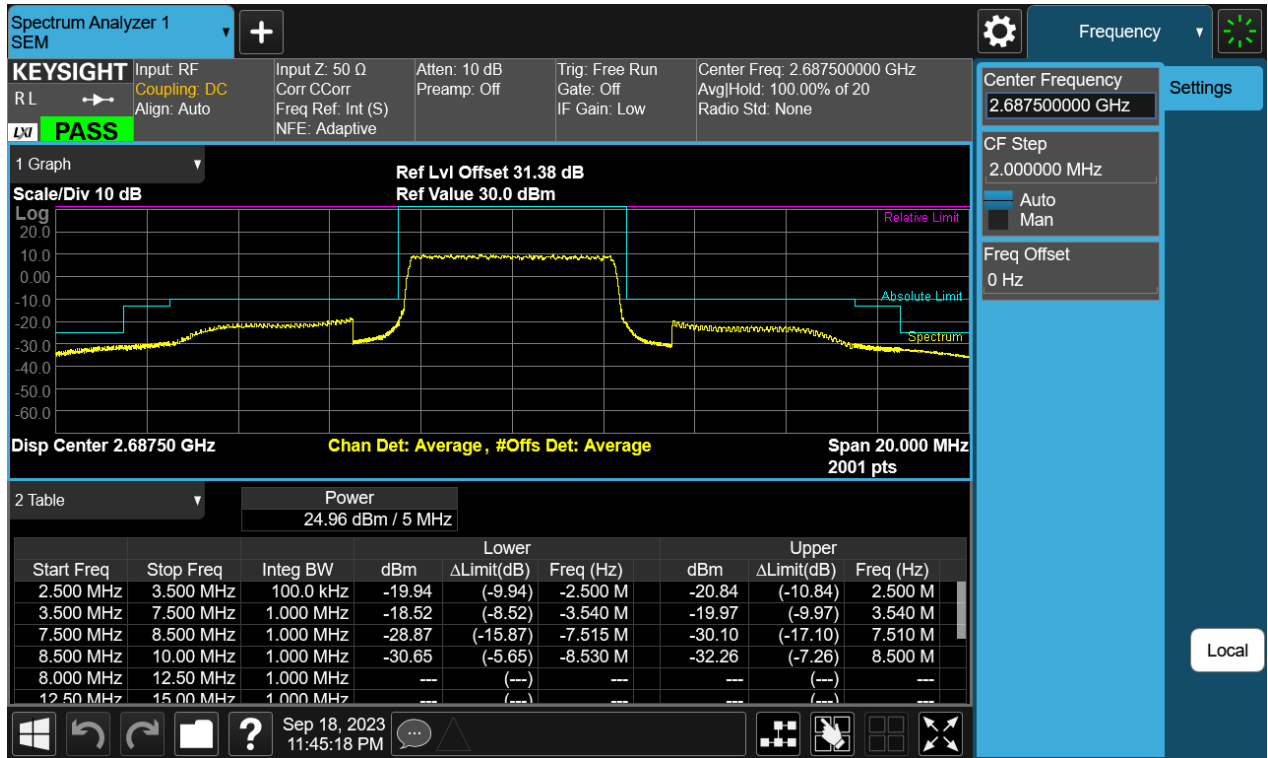 Spectrum Analyzer 1
SEM
Frequency
KEYSIGHT
R L
LXI
PASS
Input: RF
Coupling: DC
Align: Auto
Input Z: 50 Ω
Corr CCorr
Freq Ref: Int (S)
NFE: Adaptive
Atten: 10 dB
Preamp: Off
Trig: Free Run
Gate: Off
IF Gain: Low
Center Freq: 2.687500000 GHz
Avg|Hold: 100.00% of 20
Radio Std: None
Center Frequency
2.687500000 GHz
Settings
CF Step
2.000000 MHz
Auto
Man
Freq Offset
0 Hz
1 Graph
Ref Lvl Offset 31.38 dB
Scale/Div 10 dB
Ref Value 30.0 dBm
Log
Relative Limit
20.0
10.0
0.00
-10.0
Absolute Limit
-20.0
-30.0
Spectrum
-40.0
-50.0
-60.0
Disp Center 2.68750 GHz
Chan Det: Average, #Offs Det: Average
Span 20.000 MHz
2001 pts
2 Table
Power
24.96 dBm / 5 MHz
Lower Upper
Start Freq Stop Freq Integ BW dBm ΔLimit(dB) Freq (Hz) dBm ΔLimit(dB) Freq (Hz)
2.500 MHz 3.500 MHz 100.0 kHz -19.94 (-9.94) -2.500 M -20.84 (-10.84) 2.500 M
3.500 MHz 7.500 MHz 1.000 MHz -18.52 (-8.52) -3.540 M -19.97 (-9.97) 3.540 M
7.500 MHz 8.500 MHz 1.000 MHz -28.87 (-15.87) -7.515 M -30.10 (-17.10) 7.510 M
8.500 MHz 10.00 MHz 1.000 MHz -30.65 (-5.65) -8.530 M -32.26 (-7.26) 8.500 M
8.000 MHz 12.50 MHz 1.000 MHz --- (---) --- --- (---) ---
12.50 MHz 15.00 MHz 1.000 MHz --- (---) --- --- (---) ---
Local
?
Sep 18, 2023
11:45:18 PM